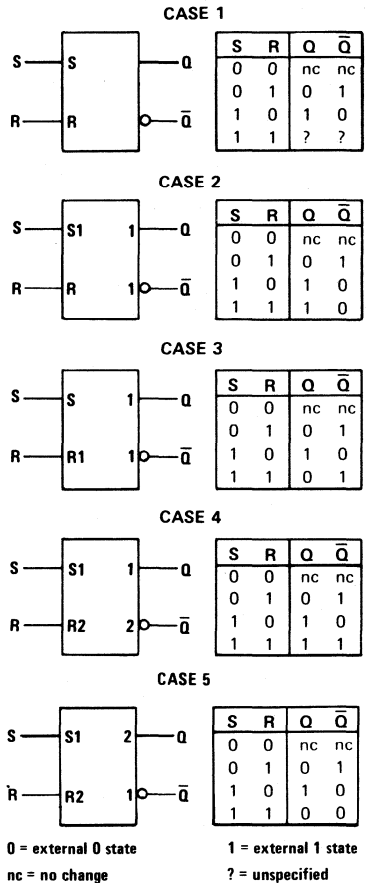 CASE 1
S S Q
R R Q̅
S R Q Q̅
0 0 nc nc
0 1 0 1
1 0 1 0
1 1 ? ?
CASE 2
S S1 1 Q
R R 1 Q̅
S R Q Q̅
0 0 nc nc
0 1 0 1
1 0 1 0
1 1 1 0
CASE 3
S S 1 Q
R R1 1 Q̅
S R Q Q̅
0 0 nc nc
0 1 0 1
1 0 1 0
1 1 0 1
CASE 4
S S1 1 Q
R R2 2 Q̅
S R Q Q̅
0 0 nc nc
0 1 0 1
1 0 1 0
1 1 1 1
CASE 5
S S1 2 Q
R R2 1 Q̅
S R Q Q̅
0 0 nc nc
0 1 0 1
1 0 1 0
1 1 0 0
0 = external 0 state 1 = external 1 state
nc = no change ? = unspecified